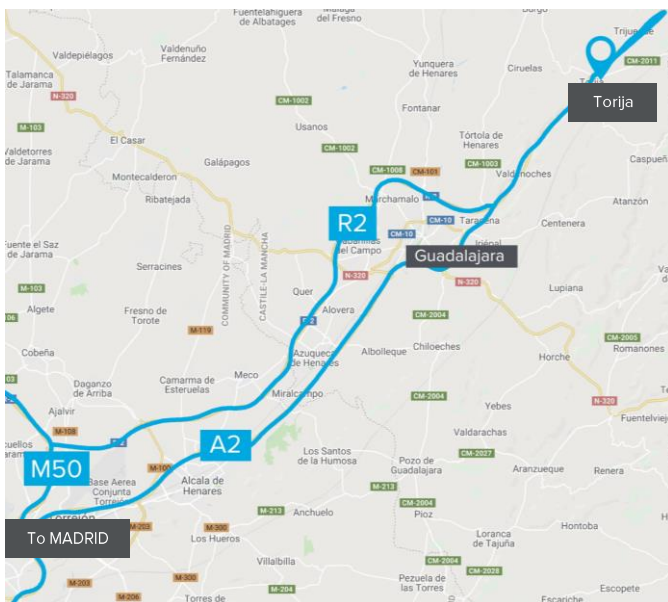 Fuentelahiguera
de Albatages
del Fresno
Trijueque
CM-2011
Valdepiélagos
Valdenuño
Fernández
Yunquera
de Henares
Ciruelas
Talamanca
de Jarama
N-320
CM-1002
Torija
Fontanar
M-103
Usanos
El Casar
CM-1002
Tórtola de
Henares
Valdetorres
de Jarama
Galápagos
CM-1008
CM-101
CM-1003
Montecalderon
Valdenoches
Ribatejada
Marchamalo
Atanzón
R2
CM-10
Taracena
Centenera
CM-10
Fuente el Saz
de Jarama
del Campo
Iriépal
Guadalajara
Serracines
COMMUNITY OF MADRID
CASTILE-LA MANCHA
N-320
N-320
M-103
Quer
Lupiana
Algete
Fresno de
Torote
Alovera
CM-2004
M-119
CM-2005
Cobeña
Azuqueca
de Henares
Albolleque
Chiloeches
Romanones
Horche
Daganzo
de Arriba
Camarma de
Esteruelas
Meco
Miralcampo
CM-2004
N-320
Ajalvir
Yebes
M-108
A2
Valdarachas
M50
M-100
Los Santos
de la Humosa
CM-2027
Pozo de
Guadalajara
Aranzueque
Renera
Base Aerea
Conjunta
Alcala de
Henares
M-213
CM-2004
M-213
Anchuelo
Pioz
Hontoba
To MADRID
M-203
M-300
Los Hueros
Loranca
de Tajuña
Villalbilla
CM-2004
CM-2028
M-203
M-300
M-204
Pezuela de
las Torres
Escopete
M-206
Torres de
Escariche